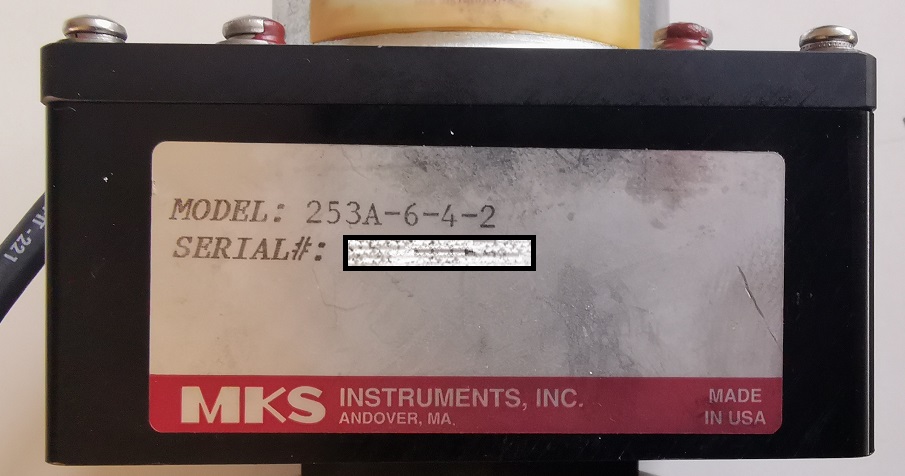 MODEL: 253A-6-4-2
SERIAL#:
MKS INSTRUMENTS, INC.
ANDOVER, MA.
MADE
IN USA